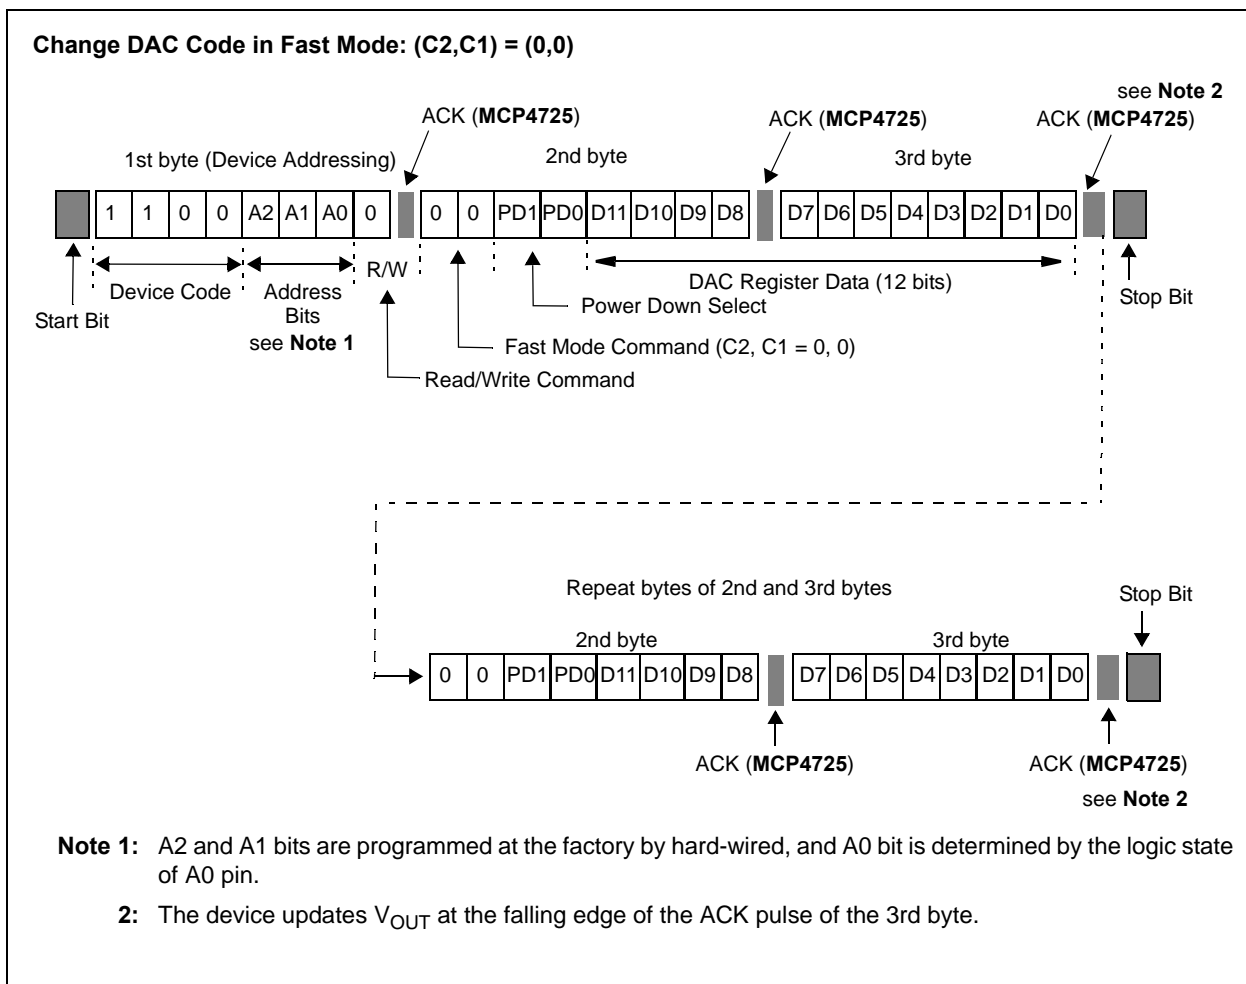 Change DAC Code in Fast Mode: (C2,C1) = (0,0)
see Note 2
ACK (MCP4725)
ACK (MCP4725)
ACK (MCP4725)
1st byte (Device Addressing)
2nd byte
3rd byte
1 1 0 0 A2 A1 A0 0 0 0 PD1 PD0 D11 D10 D9 D8 D7 D6 D5 D4 D3 D2 D1 D0
R/W
DAC Register Data (12 bits)
Device Code
Address
Bits
see Note 1
Power Down Select
Stop Bit
Start Bit
Fast Mode Command (C2, C1 = 0, 0)
Read/Write Command
Repeat bytes of 2nd and 3rd bytes
Stop Bit
2nd byte
3rd byte
0 0 PD1 PD0 D11 D10 D9 D8 D7 D6 D5 D4 D3 D2 D1 D0
ACK (MCP4725)
ACK (MCP4725)
see Note 2
Note 1: A2 and A1 bits are programmed at the factory by hard-wired, and A0 bit is determined by the logic state
of A0 pin.
2: The device updates VOUT at the falling edge of the ACK pulse of the 3rd byte.